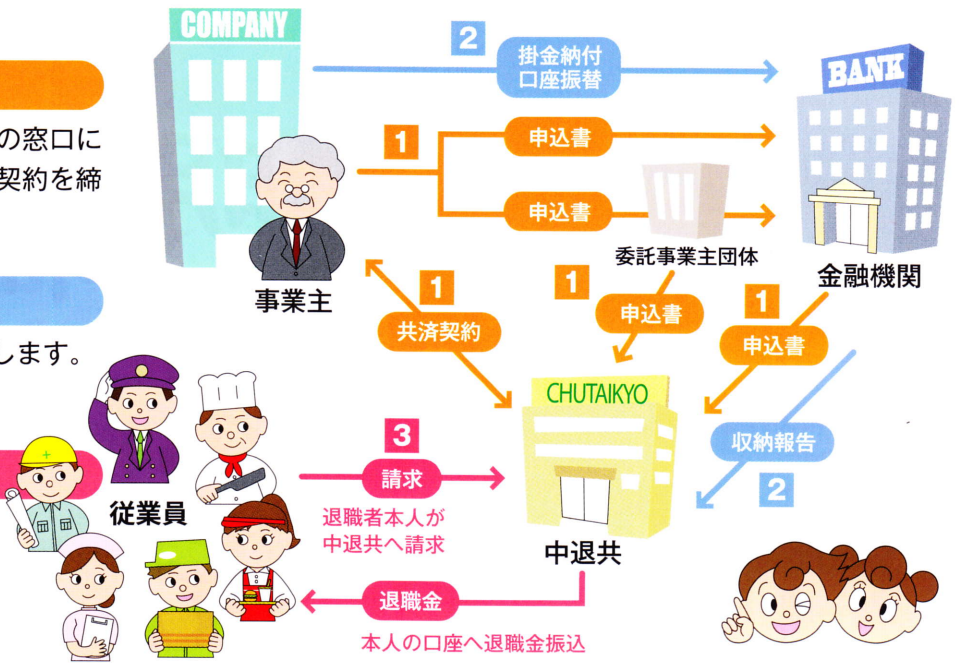 COMPANY
2
掛金納付
口座振替
BANK
の窓口に
契約を締
1
申込書
申込書
委託事業主団体
金融機関
事業主
1
共済契約
1
申込書
1
申込書
します。
CHUTAIKYO
収納報告
2
3
請求
従業員
退職者本人が
中退共へ請求
中退共
退職金
本人の口座へ退職金振込